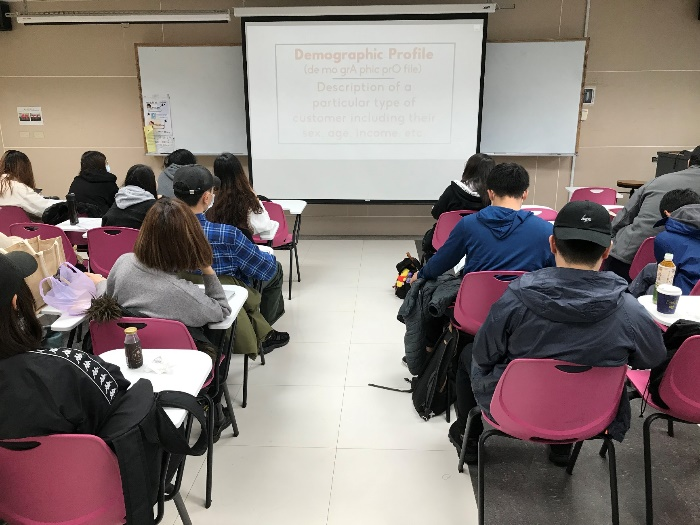 Demographic Profile
(de mo grA phic prO file)
Description of a
particular type of
customer including their
sex, age, income, etc.
Kappa